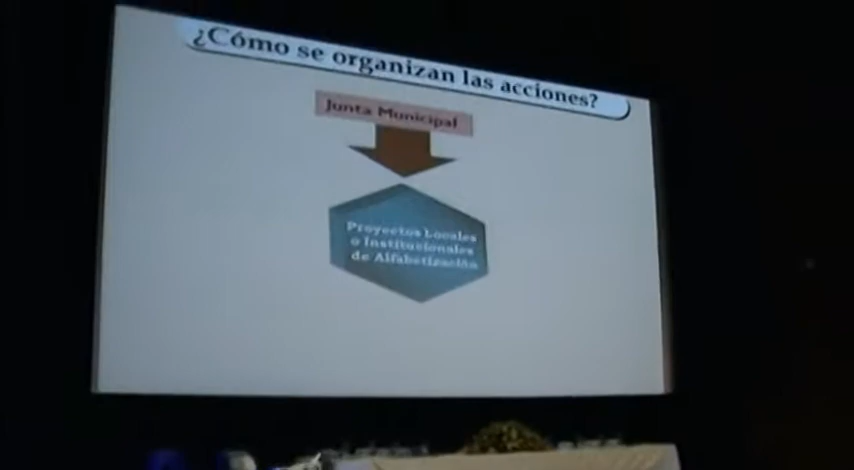 ¿Cómo se organizan las acciones?
Junta Municipal
Proyectos Locales
o Institucionales
de Alfabetización